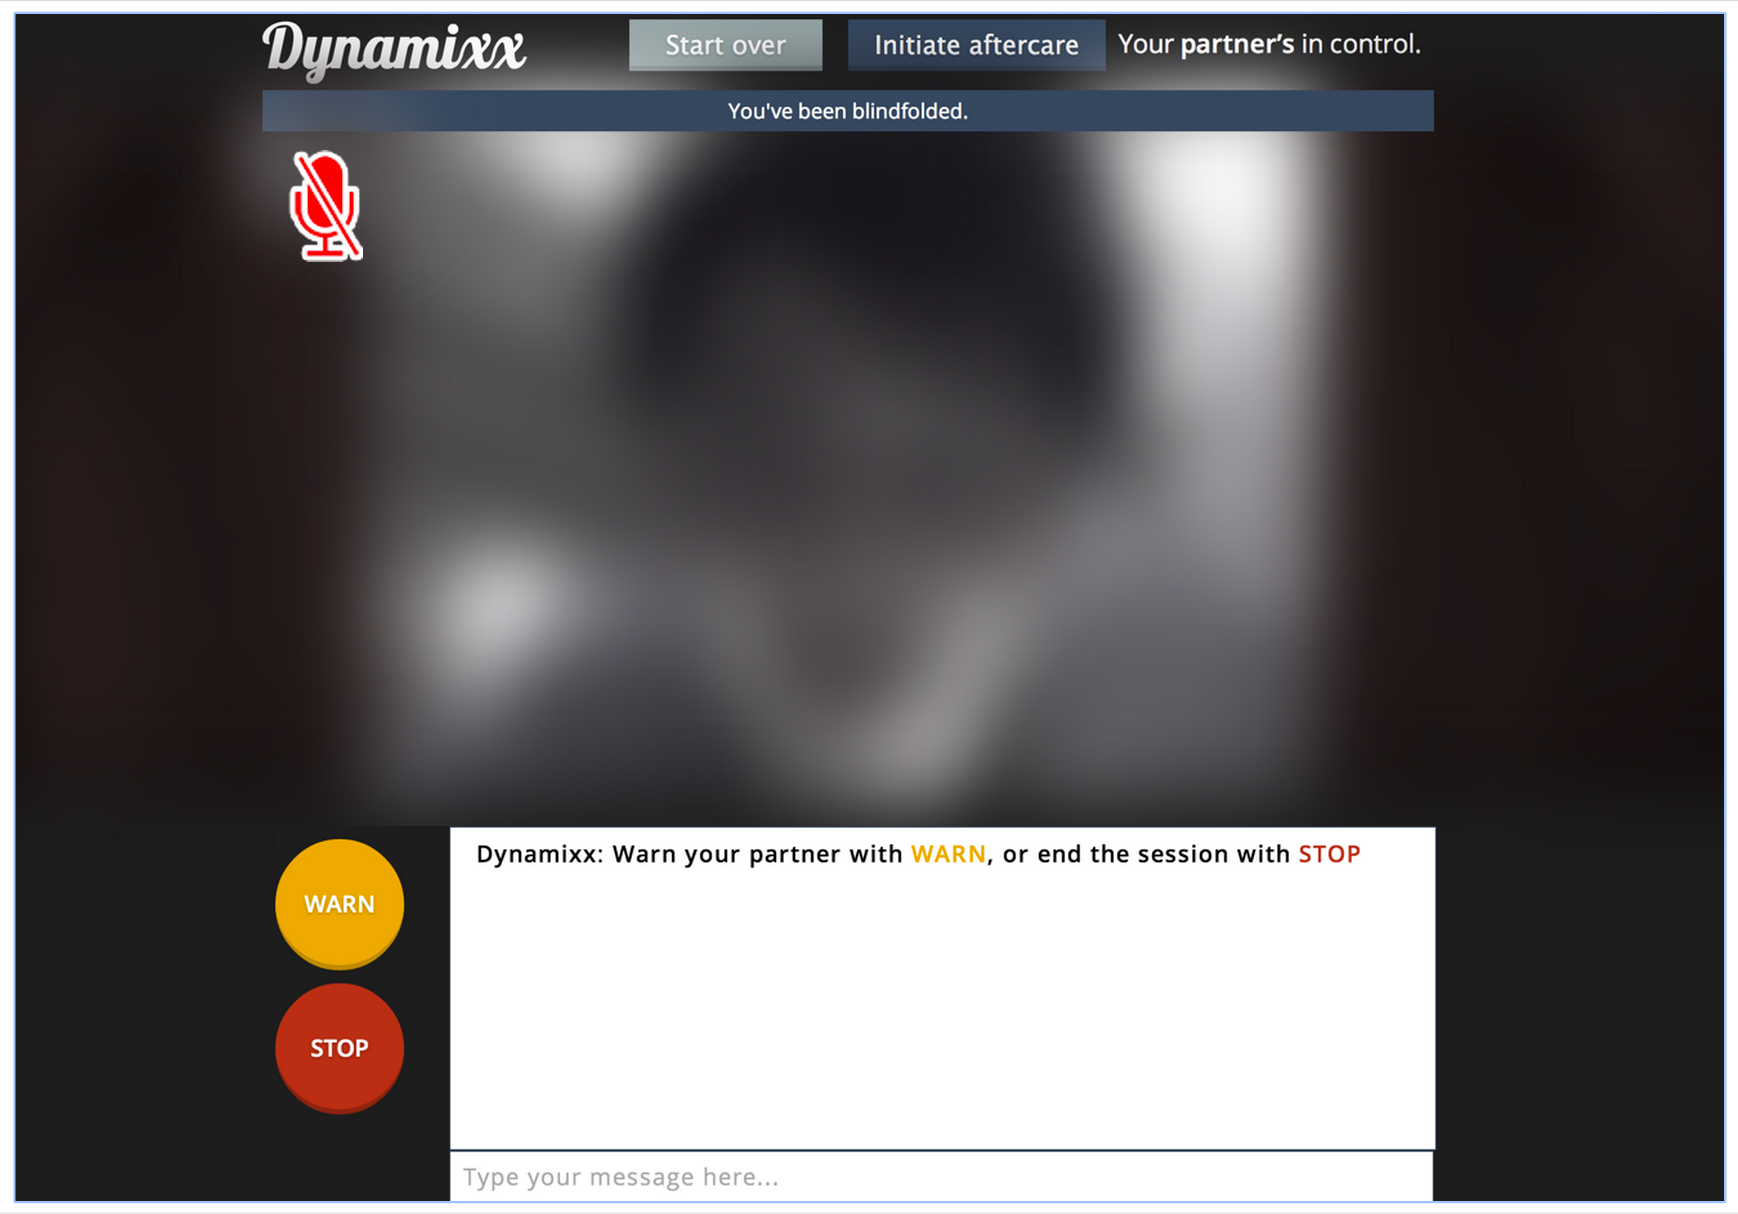 Dynamixx
Start over
Initiate aftercare
Your partner's in control.
You've been blindfolded.
WARN
STOP
Dynamixx: Warn your partner with WARN, or end the session with STOP
Type your message here...